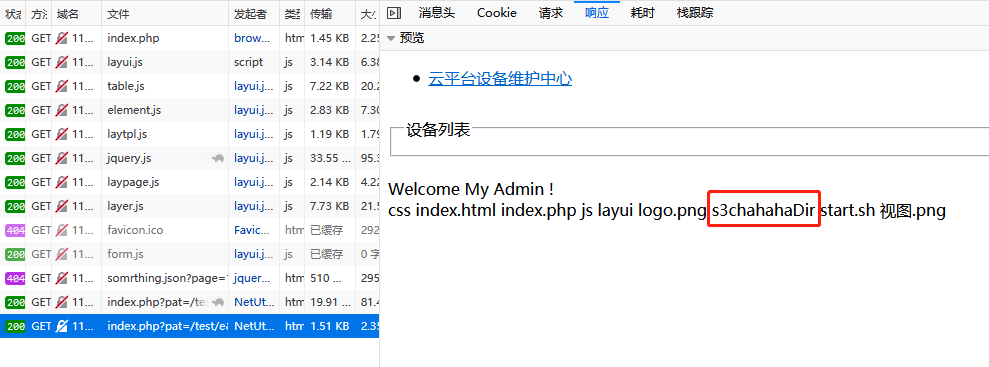 状态 方法 域名 文件 发起者 类型 传输 大小
200 GET 11... index.php brow... htm 1.45 KB 2.25
200 GET 11... layui.js script js 3.14 KB 6.38
200 GET 11... table.js layui.j... js 7.22 KB 20.2
200 GET 11... element.js layui.j... js 2.83 KB 7.30
200 GET 11... laytpl.js layui.j... js 1.19 KB 1.79
200 GET 11... jquery.js layui.j... js 33.55 ... 95.3
200 GET 11... laypage.js layui.j... js 2.14 KB 4.22
200 GET 11... layer.js layui.j... js 7.73 KB 21.5
404 GET 11... favicon.ico Favic... htm 已缓存 292
200 GET 11... form.js layui.j... js 已缓存 0 字
404 GET 11... somrthing.json?page=1 jquer... htm 510 ... 295
200 GET 11... index.php?pat=/tes NetUt... htm 19.91 ... 81.4
200 GET 11... index.php?pat=/test/e& NetUt... htm 1.51 KB 2.35
消息头 Cookie 请求 响应 耗时 栈跟踪
预览
云平台设备维护中心
设备列表
Welcome My Admin !
css index.html index.php js layui logo.png s3chahahaDir start.sh 视图.png